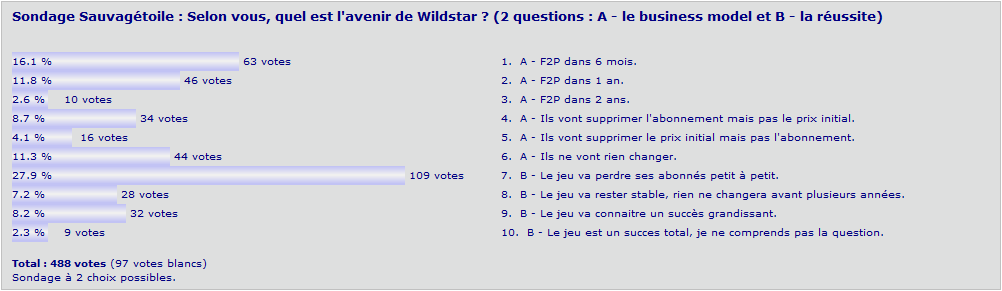 Sondage Sauvagétoile : Selon vous, quel est l'avenir de Wildstar ? (2 questions : A - le business model et B - la réussite)
16.1 % 63 votes 1. A - F2P dans 6 mois.
11.8 % 46 votes 2. A - F2P dans 1 an.
2.6 % 10 votes 3. A - F2P dans 2 ans.
8.7 % 34 votes 4. A - Ils vont supprimer l'abonnement mais pas le prix initial.
4.1 % 16 votes 5. A - Ils vont supprimer le prix initial mais pas l'abonnement.
11.3 % 44 votes 6. A - Ils ne vont rien changer.
27.9 % 109 votes 7. B - Le jeu va perdre ses abonnés petit à petit.
7.2 % 28 votes 8. B - Le jeu va rester stable, rien ne changera avant plusieurs années.
8.2 % 32 votes 9. B - Le jeu va connaitre un succès grandissant.
2.3 % 9 votes 10. B - Le jeu est un succes total, je ne comprends pas la question.
Total : 488 votes (97 votes blancs)
Sondage à 2 choix possibles.